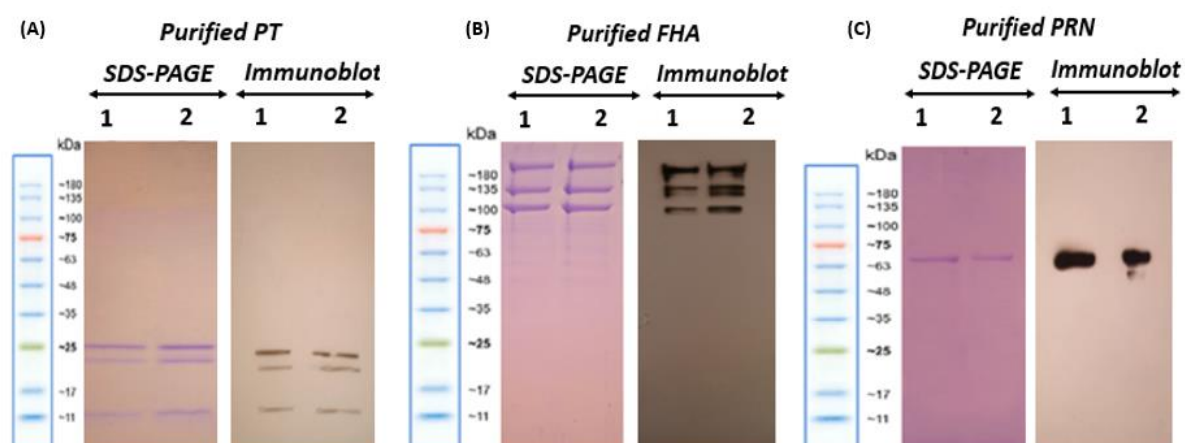 (A) Purified PT
SDS-PAGE Immunoblot
1 2 1 2
kDa
~180
~135
~100
~75
~63
~48
~35
~25
~17
~11
(B) Purified FHA
SDS-PAGE Immunoblot
1 2 1 2
kDa
~180
~135
~100
~75
~63
~48
~35
~25
~17
~11
(C) Purified PRN
SDS-PAGE Immunoblot
1 2 1 2
kDa
~180
~135
~100
~75
~63
~48
~35
~25
~17
~11